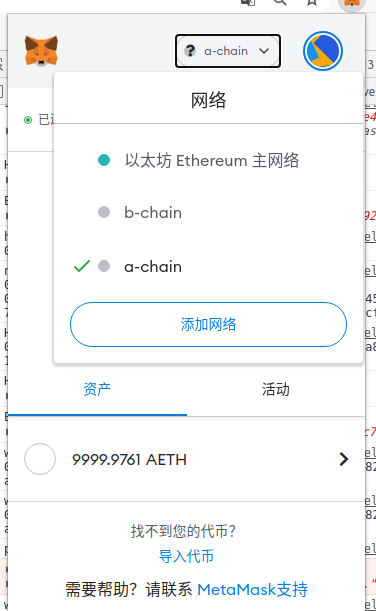 a-chain
网络
以太坊 Ethereum 主网络
b-chain
a-chain
添加网络
资产
活动
9999.9761 AETH
找不到您的代币?
导入代币
需要帮助？请联系 MetaMask支持